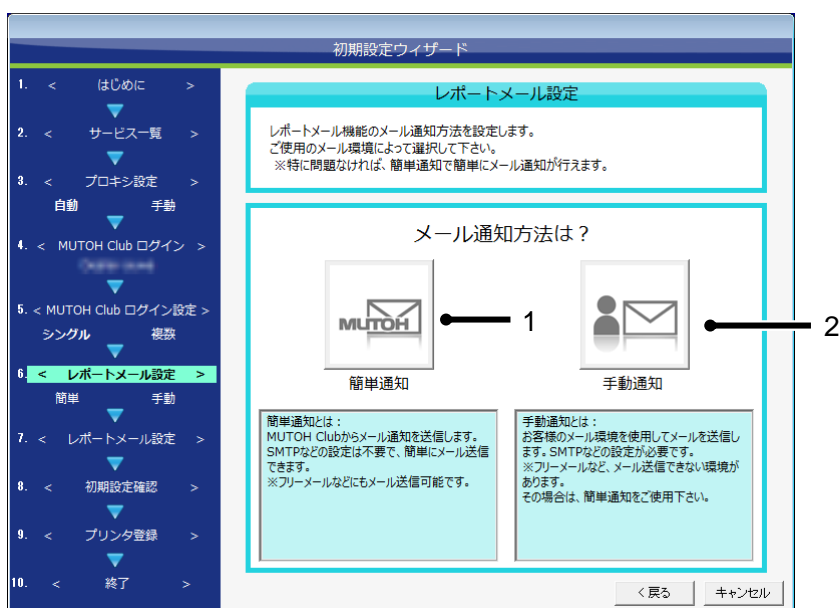 初期設定ウィザード
1. < はじめに >
2. < サービス一覧 >
3. < プロキシ設定 >
自動 手動
4. < MUTOH Club ログイン >
5. < MUTOH Club ログイン設定 >
シングル 複数
6. < レポートメール設定 >
簡単 手動
7. < レポートメール設定 >
8. < 初期設定確認 >
9. < プリンタ登録 >
10. < 終了 >
レポートメール設定
レポートメール機能のメール通知方法を設定します。
ご使用のメール環境によって選択して下さい。
※特に問題なければ、簡単通知で簡単にメール通知が行えます。
メール通知方法は？
MUTOH
1
2
簡単通知
手動通知
簡単通知とは：
MUTOH Clubからメール通知を送信します。
SMTPなどの設定は不要で、簡単にメール送信
できます。
※フリーメールなどにもメール送信可能です。
手動通知とは：
お客様のメール環境を使用してメールを送信し
ます。SMTPなどの設定が必要です。
※フリーメールなど、メール送信できない環境が
あります。
その場合は、簡単通知をご使用下さい。
< 戻る
キャンセル